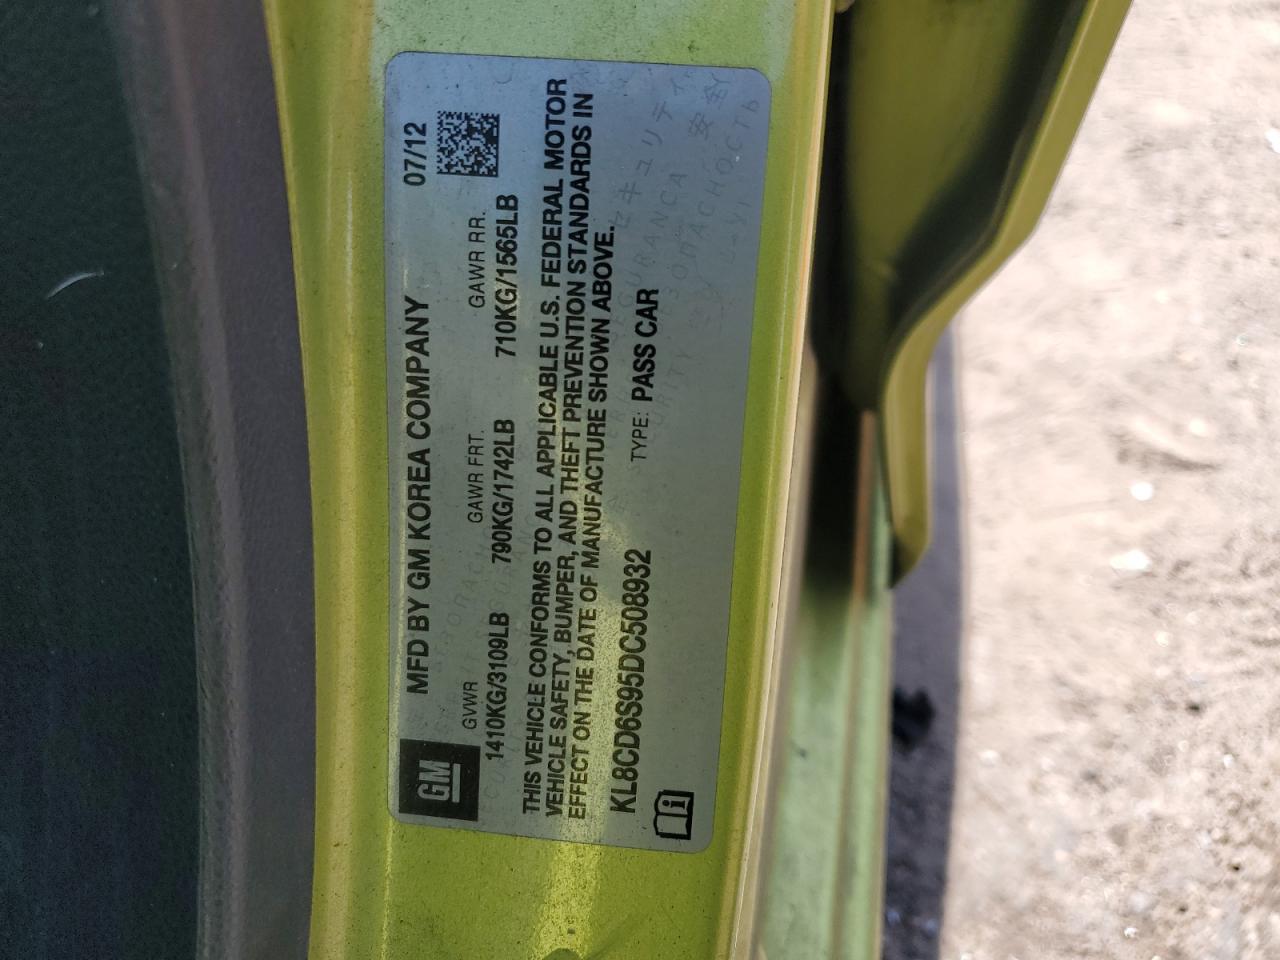 GM
MFD BY GM KOREA COMPANY 07/12
GVWR GAWR FRT. GAWR RR.
1410KG/3109LB 790KG/1742LB 710KG/1565LB
THIS VEHICLE CONFORMS TO ALL APPLICABLE U.S. FEDERAL MOTOR
VEHICLE SAFETY, BUMPER, AND THEFT PREVENTION STANDARDS IN
EFFECT ON THE DATE OF MANUFACTURE SHOWN ABOVE.
KL8CD6S95DC508932 TYPE: PASS CAR